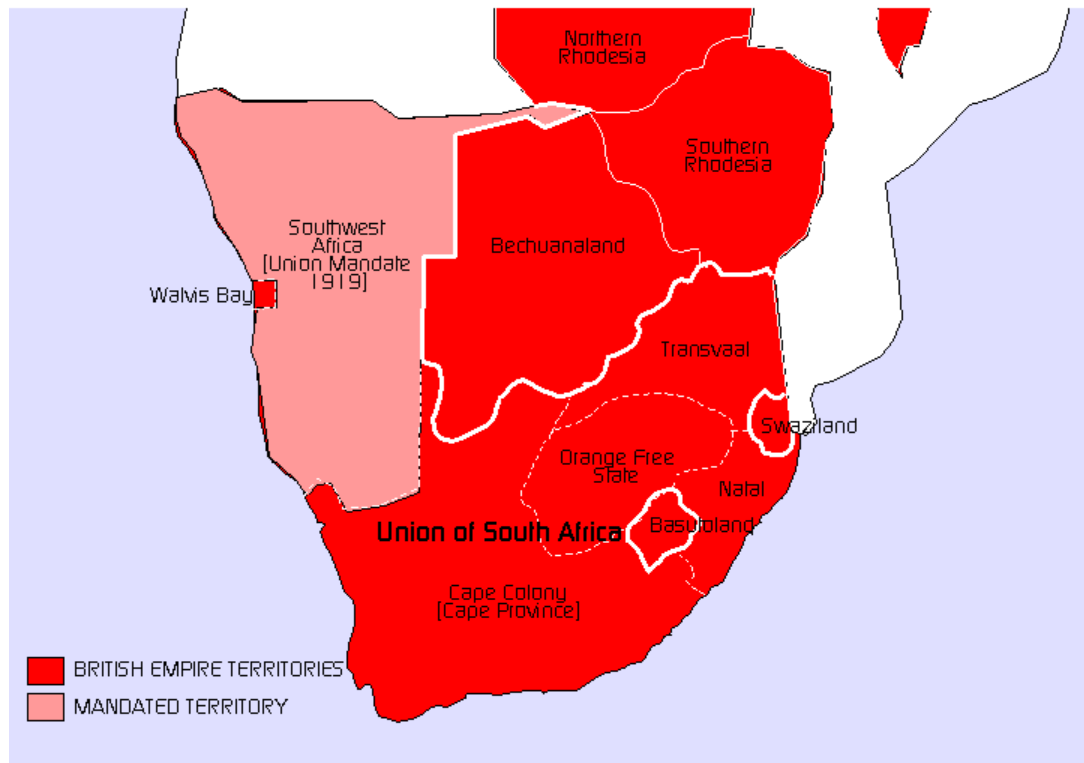 Northern
Rhodesia
Southern
Rhodesia
Southwest
Africa
[Union Mandate
1919]
Bechuanaland
Walvis Bay
Transvaal
Swaziland
Orange Free
State
Natal
Basutoland
Union of South Africa
Cape Colony
[Cape Province]
BRITISH EMPIRE TERRITORIES
MANDATED TERRITORY